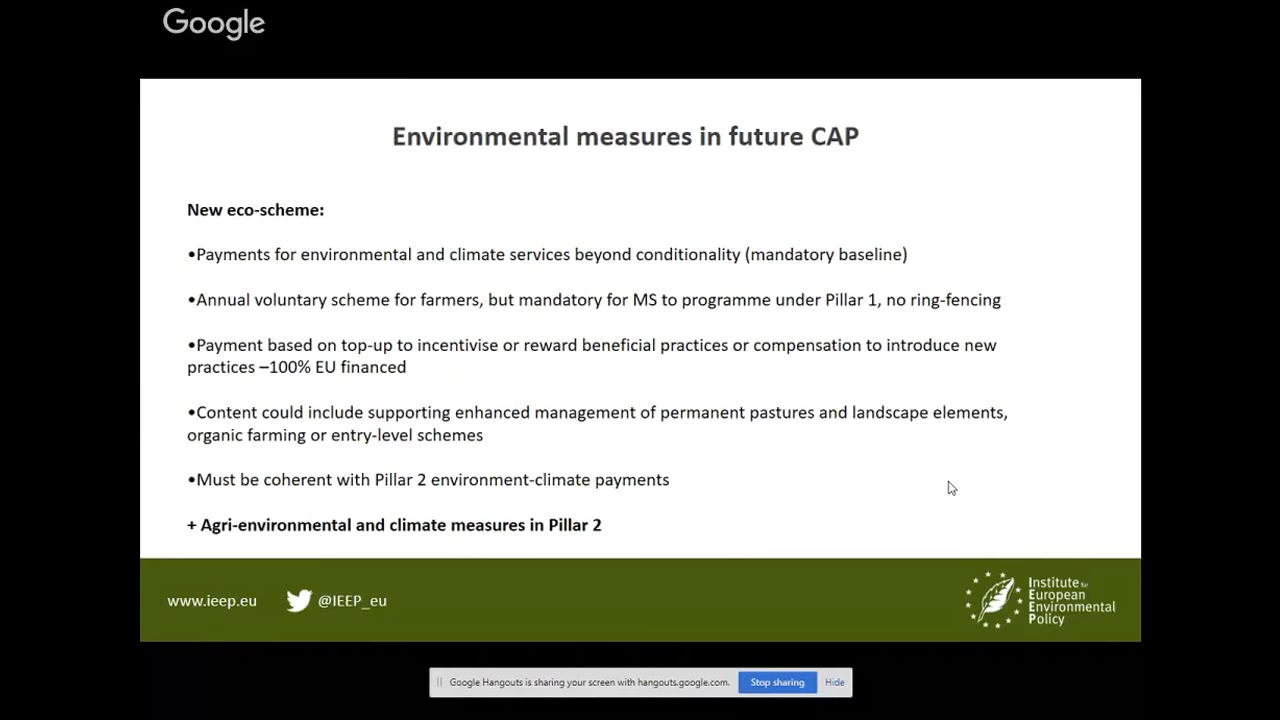 Google
Environmental measures in future CAP
New eco-scheme:
•Payments for environmental and climate services beyond conditionality (mandatory baseline)
•Annual voluntary scheme for farmers, but mandatory for MS to programme under Pillar 1, no ring-fencing
•Payment based on top-up to incentivise or reward beneficial practices or compensation to introduce new
practices –100% EU financed
•Content could include supporting enhanced management of permanent pastures and landscape elements,
organic farming or entry-level schemes
•Must be coherent with Pillar 2 environment-climate payments
+ Agri-environmental and climate measures in Pillar 2
www.ieep.eu @IEEP_eu
Institute for
European
Environmental
Policy
Google Hangouts is sharing your screen with hangouts.google.com. Stop sharing Hide